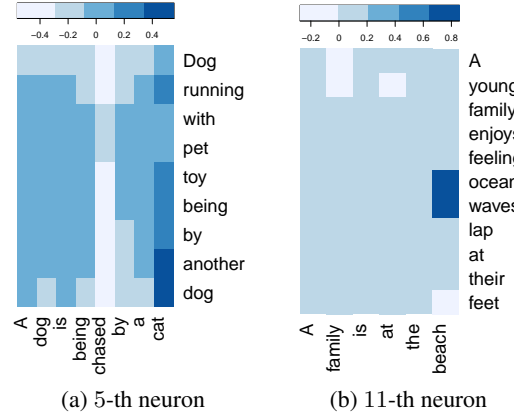 −0.4 −0.2 0 0.2 0.4
Dog
running
with
pet
toy
being
by
another
dog
A dog is being chased by a cat
(a) 5-th neuron
−0.2 0 0.2 0.4 0.6 0.8
A
young
family
enjoys
feeling
ocean
waves
lap
at
their
feet
A family is at the beach
(b) 11-th neuron